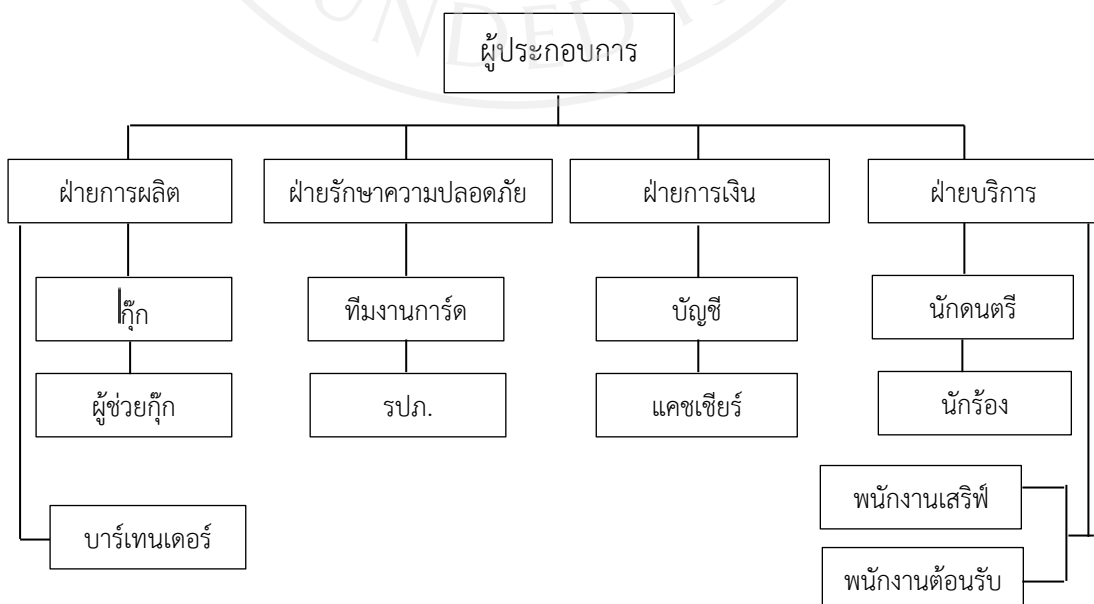 UNDED
ผู้ประกอบการ
ฝ่ายการผลิต
ฝ่ายรักษาความปลอดภัย
ฝ่ายการเงิน
ฝ่ายบริการ
กุ๊ก
ทีมงานการ์ด
บัญชี
นักดนตรี
ผู้ช่วยกุ๊ก
รปภ.
แคชเชียร์
นักร้อง
พนักงานเสริฟ์
บาร์เทนเดอร์
พนักงานต้อนรับ